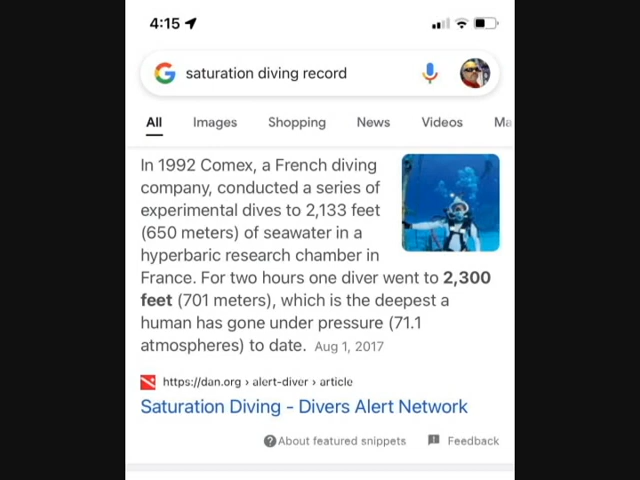 4:15
saturation diving record
All Images Shopping News Videos Ma
In 1992 Comex, a French diving
company, conducted a series of
experimental dives to 2,133 feet
(650 meters) of seawater in a
hyperbaric research chamber in
France. For two hours one diver went to 2,300
feet (701 meters), which is the deepest a
human has gone under pressure (71.1
atmospheres) to date. Aug 1, 2017
https://dan.org › alert-diver › article
Saturation Diving - Divers Alert Network
About featured snippets Feedback